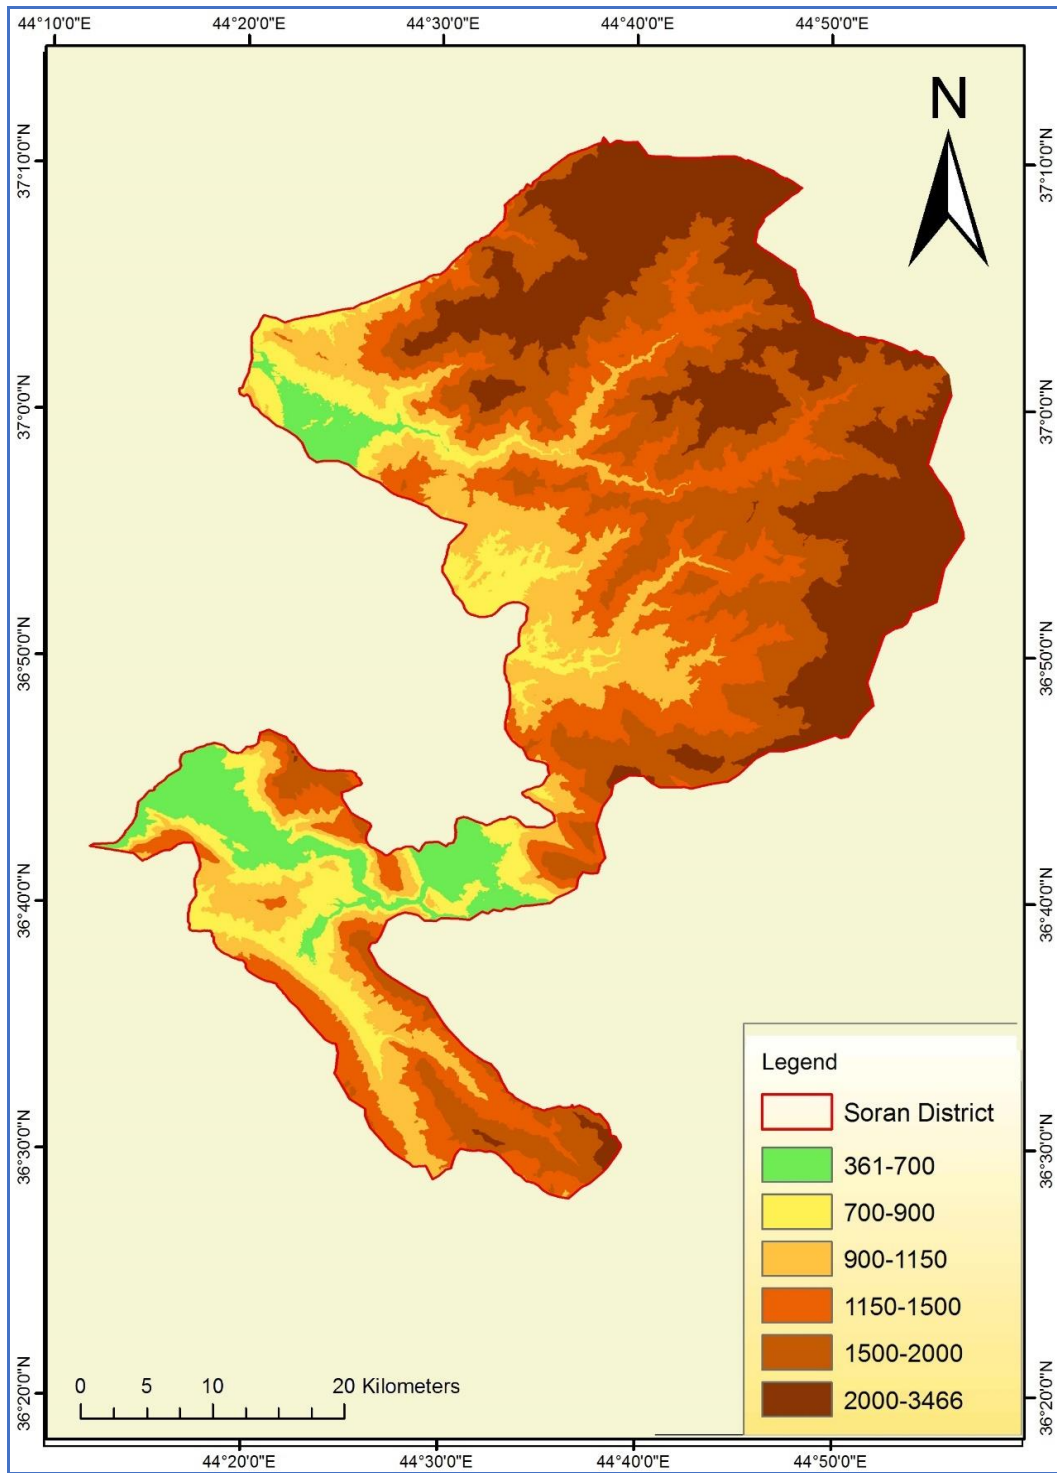 44°10'0"E 44°20'0"E 44°30'0"E 44°40'0"E 44°50'0"E
N
37°10'0"N 37°10'0"N
37°0'0"N 37°0'0"N
36°50'0"N 36°50'0"N
36°40'0"N 36°40'0"N
36°30'0"N 36°30'0"N
36°20'0"N 36°20'0"N
Legend
Soran District
361-700
700-900
900-1150
1150-1500
1500-2000
2000-3466
0 5 10 20 Kilometers
44°20'0"E 44°30'0"E 44°40'0"E 44°50'0"E